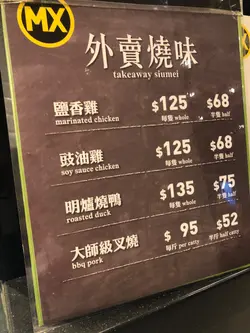 MX
外賣燒味
takeaway siumei
鹽香雞 $125 $68
marinated chicken 每隻 whole 半隻 half
豉油雞 $125 $68
soy sauce chicken 每隻 whole 半隻 half
明爐燒鴨 $135 $75
roasted duck 每隻 whole 半隻 half
大師級叉燒 $ 95 $52
bbq pork 每斤 per catty 半斤 half catty